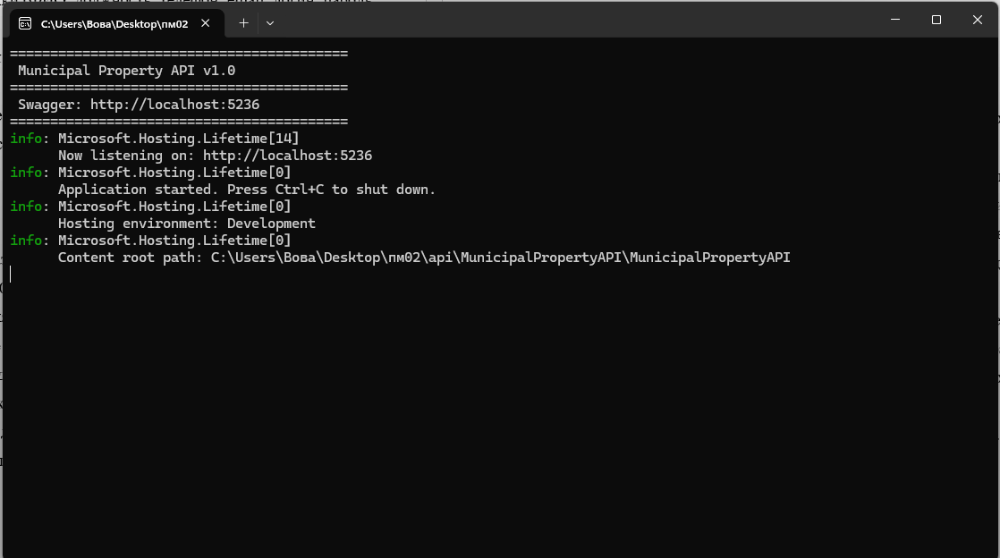 C:\Users\Вова\Desktop\пм02
==========================================
Municipal Property API v1.0
==========================================
Swagger: http://localhost:5236
==========================================
info: Microsoft.Hosting.Lifetime[14]
Now listening on: http://localhost:5236
info: Microsoft.Hosting.Lifetime[0]
Application started. Press Ctrl+C to shut down.
info: Microsoft.Hosting.Lifetime[0]
Hosting environment: Development
info: Microsoft.Hosting.Lifetime[0]
Content root path: C:\Users\Вова\Desktop\пм02\api\MunicipalPropertyAPI\MunicipalPropertyAPI